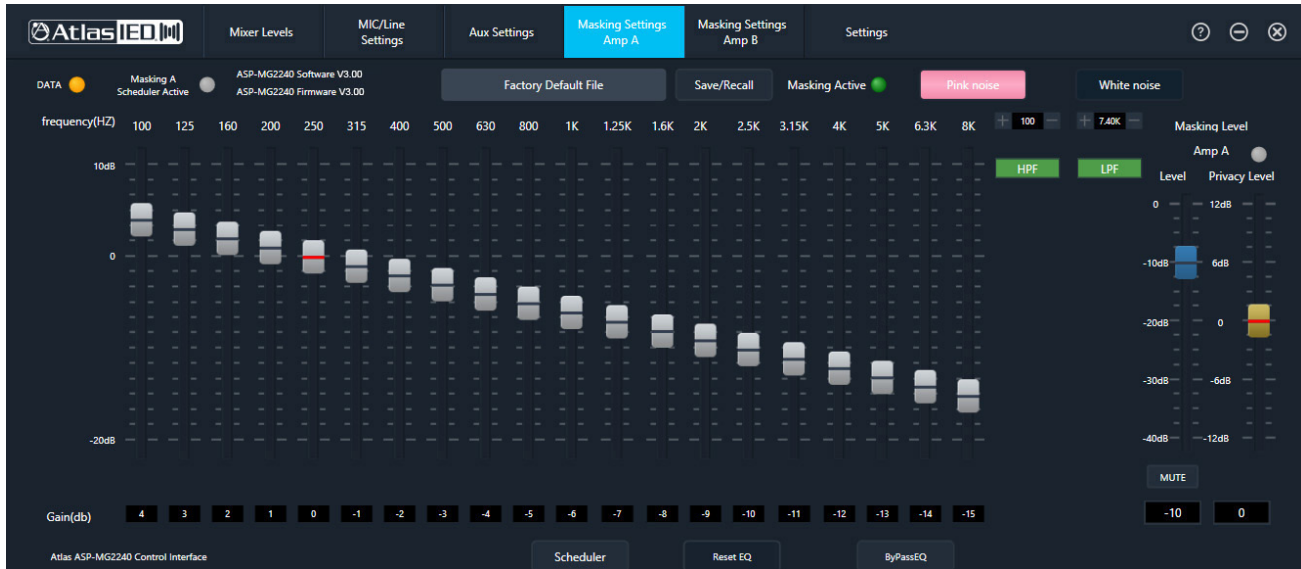 Atlas IED
Mixer Levels
MIC/Line
Settings
Aux Settings
Masking Settings
Amp A
Masking Settings
Amp B
Settings
?
DATA
Masking A
Scheduler Active
ASP-MG2240 Software V3.00
ASP-MG2240 Firmware V3.00
Factory Default File
Save/Recall
Masking Active
Pink noise
White noise
frequency(HZ) 100 125 160 200 250 315 400 500 630 800 1K 1.25K 1.6K 2K 2.5K 3.15K 4K 5K 6.3K 8K
+ 100 −
+ 7.40K −
HPF
LPF
Masking Level
Amp A
Level Privacy Level
10dB
0
-20dB
0 12dB
-10dB 6dB
-20dB 0
-30dB -6dB
-40dB -12dB
MUTE
-10 0
Gain(db) 4 3 2 1 0 -1 -2 -3 -4 -5 -6 -7 -8 -9 -10 -11 -12 -13 -14 -15
Atlas ASP-MG2240 Control Interface
Scheduler
Reset EQ
ByPassEQ